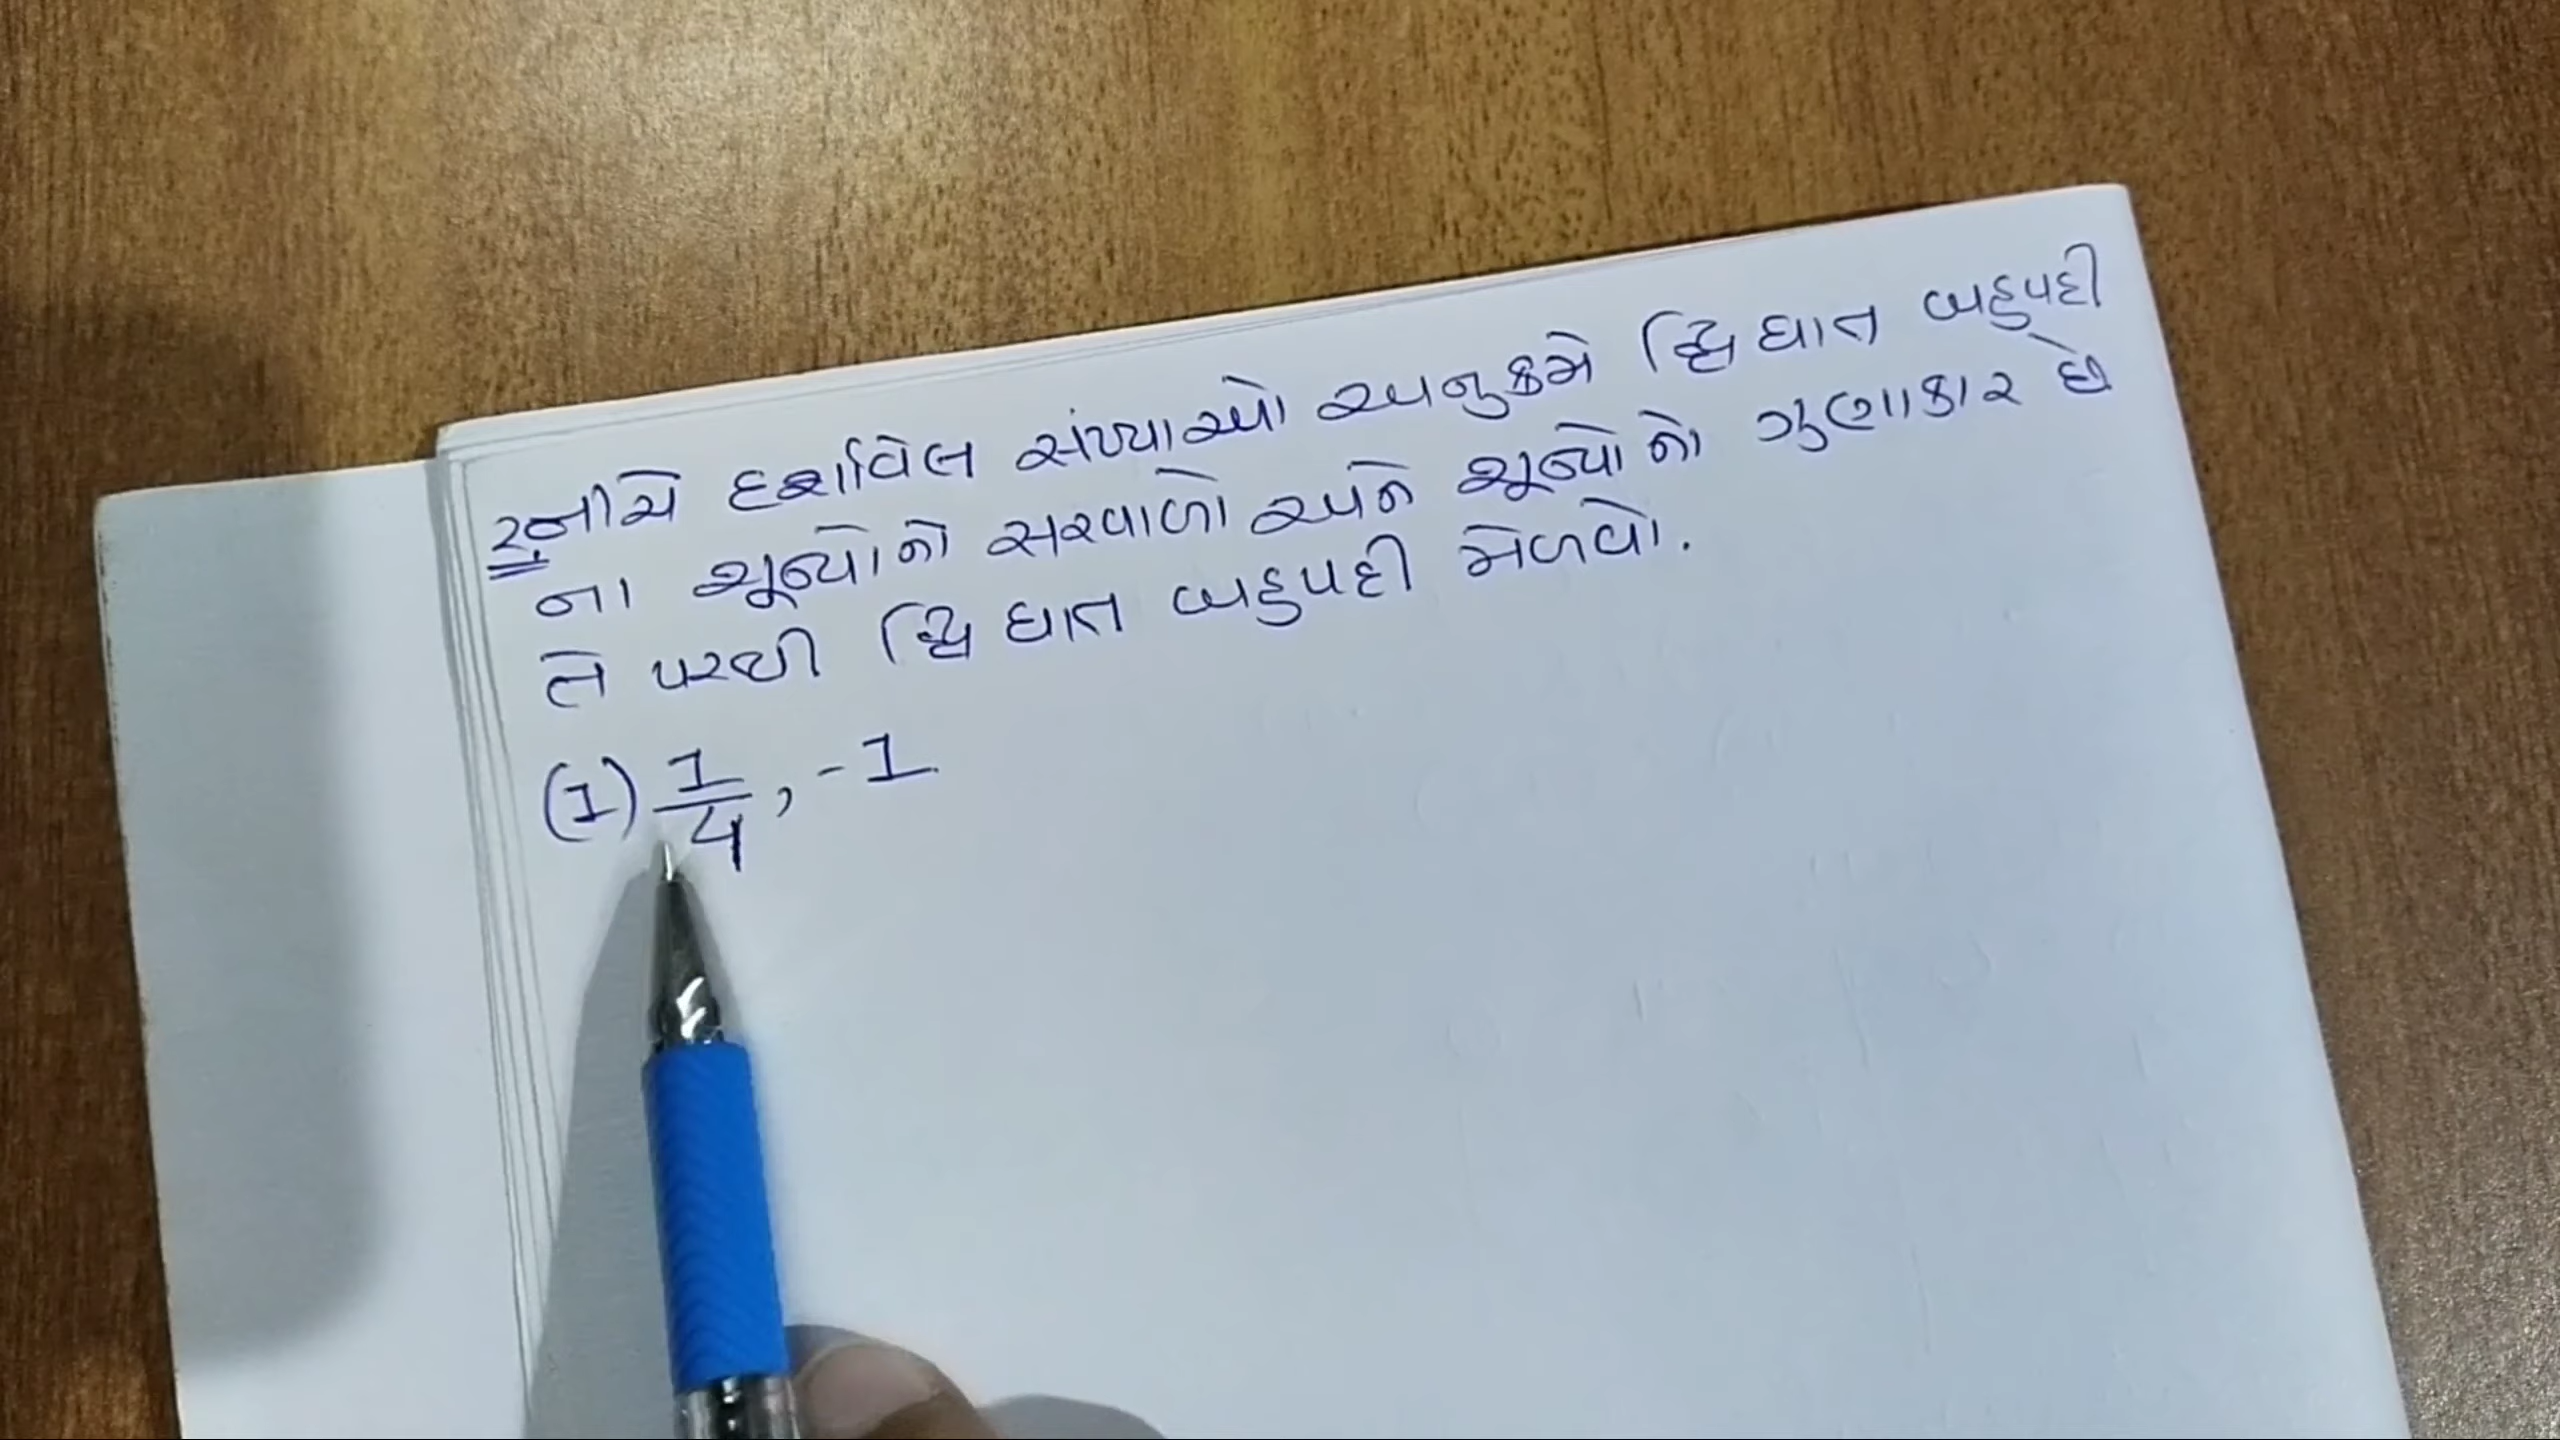 2. નીચે દર્શાવેલ સંખ્યાઓ અનુક્રમે દ્વિઘાત બહુપદી
ના શૂન્યોનો સરવાળો અને શૂન્યોનો ગુણાકાર છે
તે પરથી દ્વિઘાત બહુપદી મેળવો.
(1) 1/4, -1